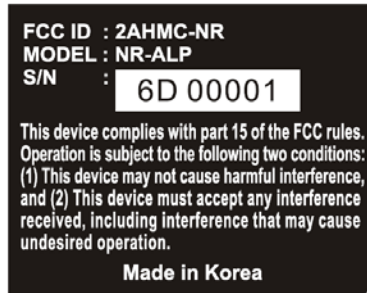 FCC ID : 2AHMC-NR
MODEL : NR-ALP
S/N : 6D 00001
This device complies with part 15 of the FCC rules.
Operation is subject to the following two conditions:
(1) This device may not cause harmful interference,
and (2) This device must accept any interference
received, including interference that may cause
undesired operation.
Made in Korea